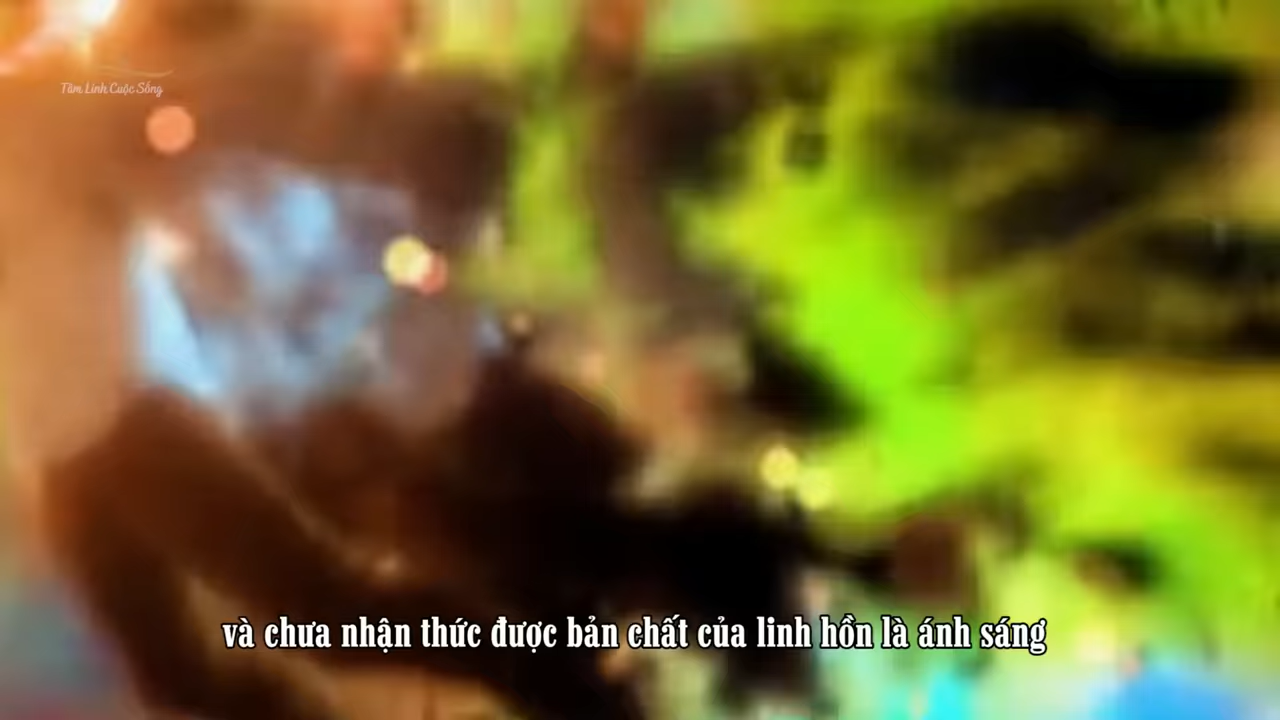 Tâm Linh Cuộc Sống
và chưa nhận thức được bản chất của linh hồn là ánh sáng